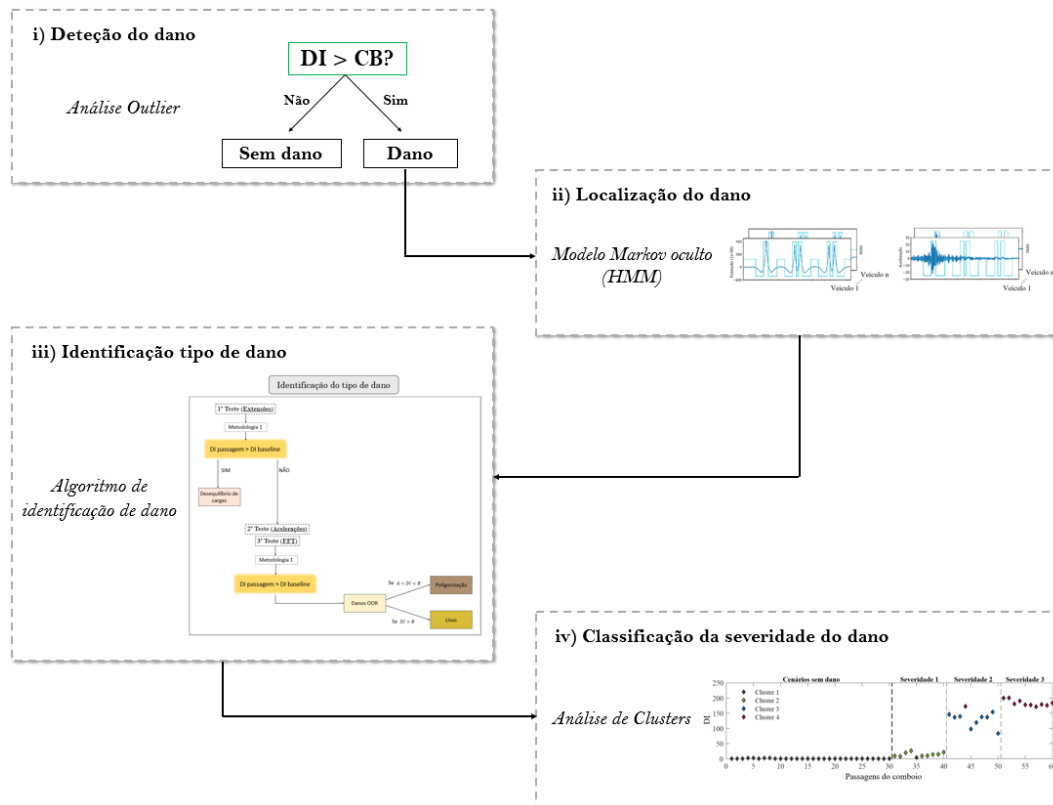 i) Deteção do dano
DI > CB?
Análise Outlier
Não
Sim
Sem dano
Dano
ii) Localização do dano
Modelo Markov oculto
(HMM)
Veículo n
Veículo 1
Aceleração
Veículo n
Veículo 1
iii) Identificação tipo de dano
Identificação do tipo de dano
1º Teste (Extensões)
Metodologia 1
DI passagem > DI baseline
SIM
NÃO
Desequilíbrio de
cargas
Algoritmo de
identificação de dano
2º Teste (Acelerações)
3º Teste (FFT)
Metodologia 1
DI passagem > DI baseline
Se A < DI < B
Poligonização
Danos OOR
Se DI > B
Lisos
iv) Classificação da severidade do dano
Análise de Clusters
Cenários sem dano
Severidade 1
Severidade 2
Severidade 3
250
200
150
100
50
0
DI
Cluster 1
Cluster 2
Cluster 3
Cluster 4
0 5 10 15 20 25 30 35 40 45 50 55 60
Passagens do comboio